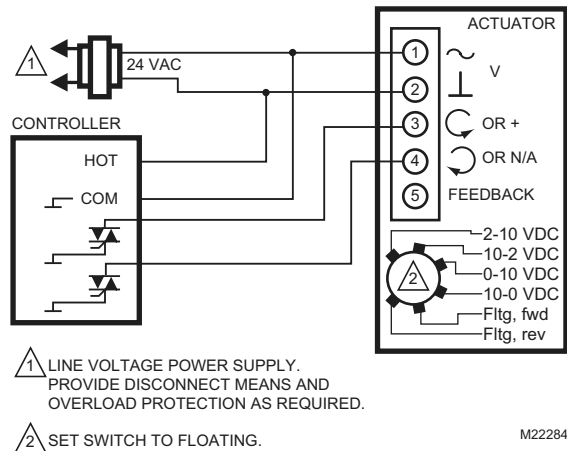 ACTUATOR
1
24 VAC
1
V
2
CONTROLLER
3
OR +
HOT
4
OR N/A
COM
5
FEEDBACK
2-10 VDC
10-2 VDC
0-10 VDC
2
10-0 VDC
Fltg, fwd
Fltg, rev
1 LINE VOLTAGE POWER SUPPLY.
PROVIDE DISCONNECT MEANS AND
OVERLOAD PROTECTION AS REQUIRED.
2 SET SWITCH TO FLOATING.
M22284